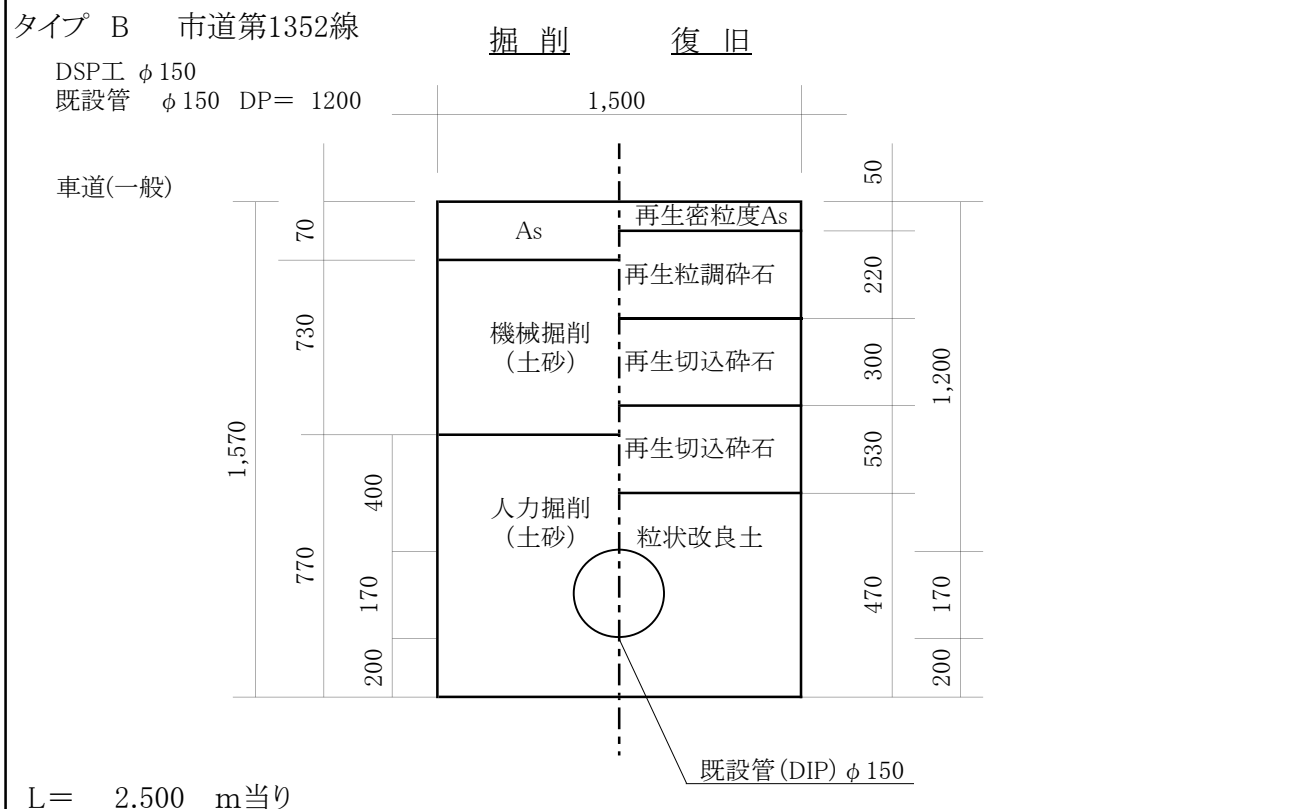 タイプ B 市道第1352線
掘 削 復 旧
DSP工 φ150
既設管 φ150 DP= 1200
1,500
車道(一般)
50
70
As
再生密粒度As
220
再生粒調砕石
730
機械掘削
(土砂)
300
再生切込砕石
1,200
1,570
530
再生切込砕石
400
人力掘削
(土砂)
粒状改良土
770
170
470
170
200
200
既設管(DIP)φ150
L= 2.500 m当り